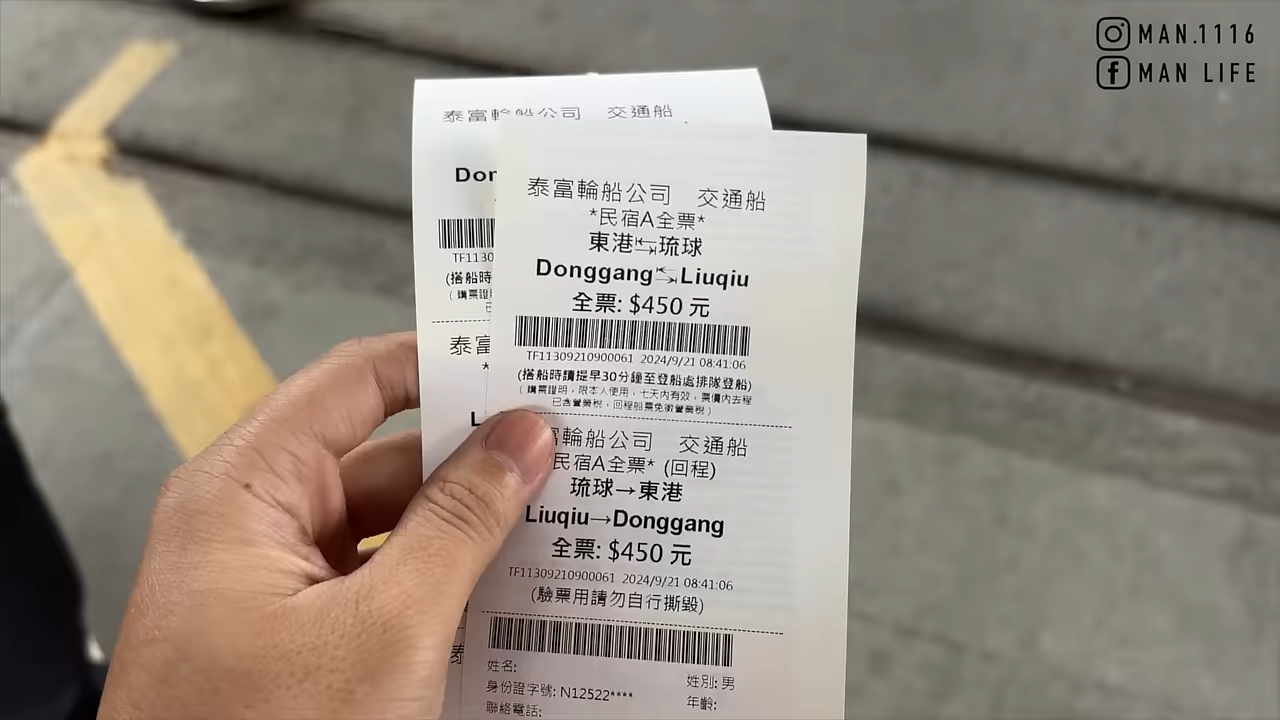 MAN.1116
MAN LIFE
泰富輪船公司 交通船
Don
TF1130
(搭船時
(購票證明
泰富
泰富輪船公司 交通船
*民宿A全票*
東港⇆琉球
Donggang⇆Liuqiu
全票: $450 元
TF11309210900061 2024/9/21 08:41:06
(搭船時請提早30分鐘至登船處排隊登船)
(購票證明,限本人使用,七天內有效,票價內去程
已含營業稅,回程船票免徵營業稅)
富輪船公司 交通船
民宿A全票* (回程)
琉球→東港
Liuqiu→Donggang
全票: $450 元
TF11309210900061 2024/9/21 08:41:06
(驗票用請勿自行撕毀)
姓名: 姓別: 男
身份證字號: N12522**** 年齡:
聯絡電話: